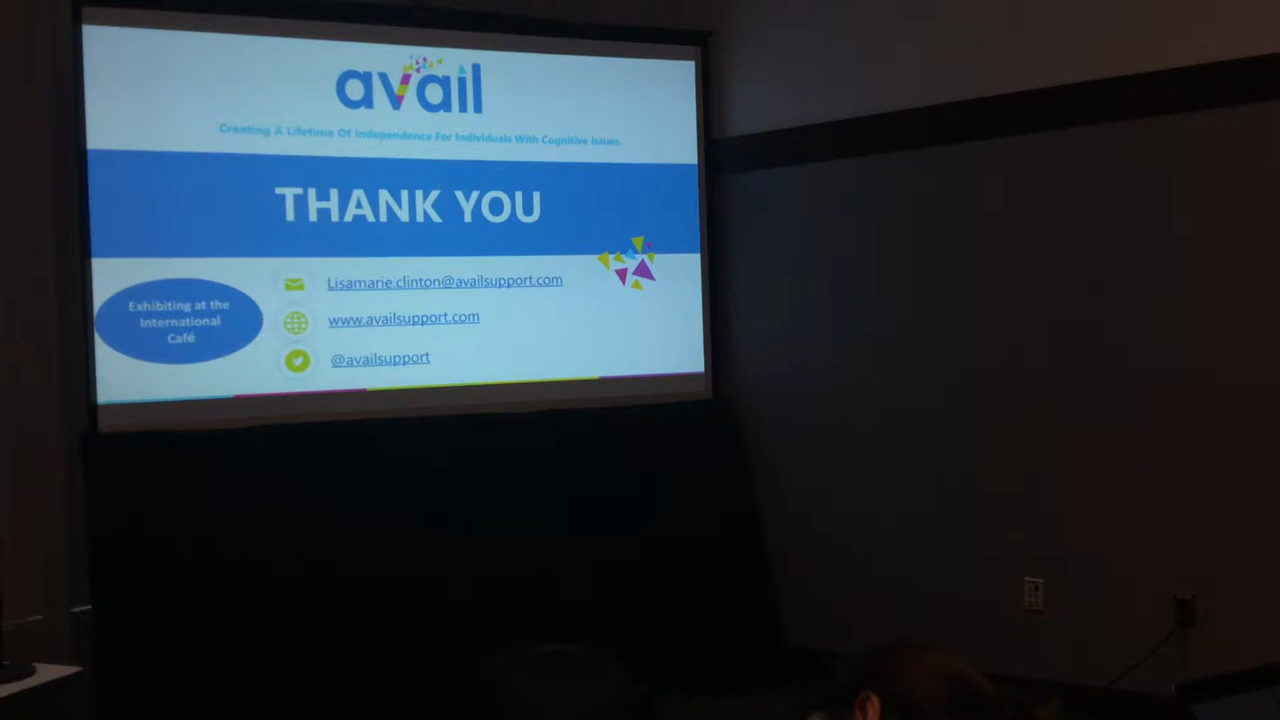 avail
Creating A Lifetime Of Independence For Individuals With Cognitive Issues.
THANK YOU
Lisamarie.clinton@availsupport.com
www.availsupport.com
@availsupport
Exhibiting at the
International
Café